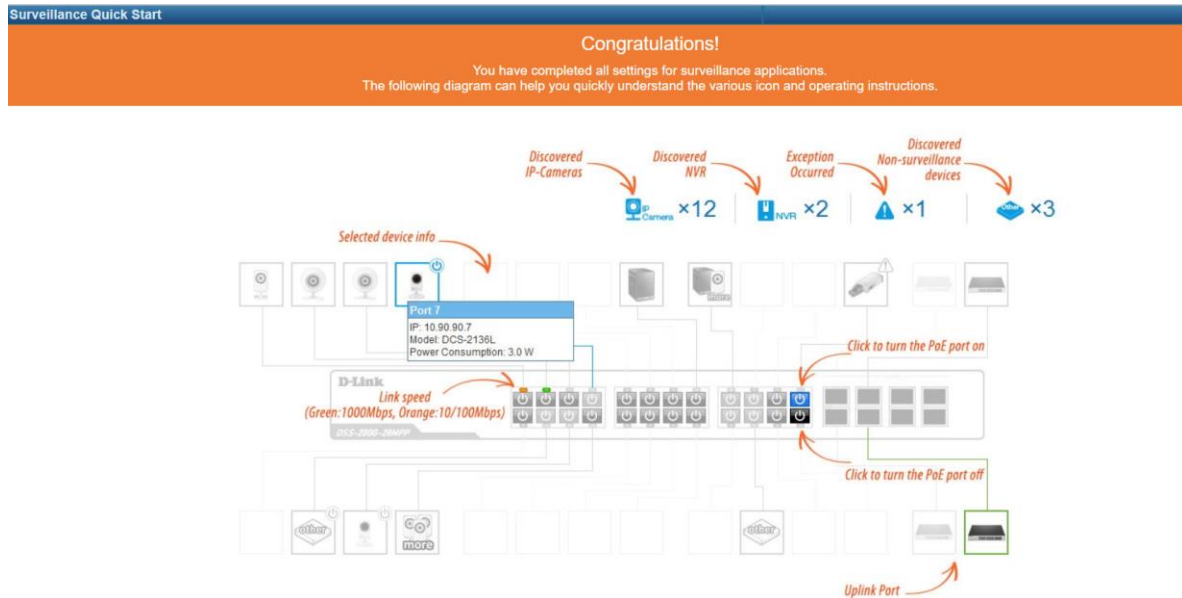 Surveillance Quick Start
Congratulations!
You have completed all settings for surveillance applications.
The following diagram can help you quickly understand the various icon and operating instructions.
Discovered
IP-Cameras
Discovered
NVR
Exception
Occurred
Discovered
Non-surveillance
devices
IP
Camera ×12
NVR ×2
×1
Other ×3
Selected device info
more
Port 7
IP: 10.90.90.7
Model: DCS-2136L
Power Consumption: 3.0 W
Click to turn the PoE port on
D-Link
Link speed
(Green:1000Mbps, Orange:10/100Mbps)
DSS-200G-28MPP
Click to turn the PoE port off
other
more
other
Uplink Port